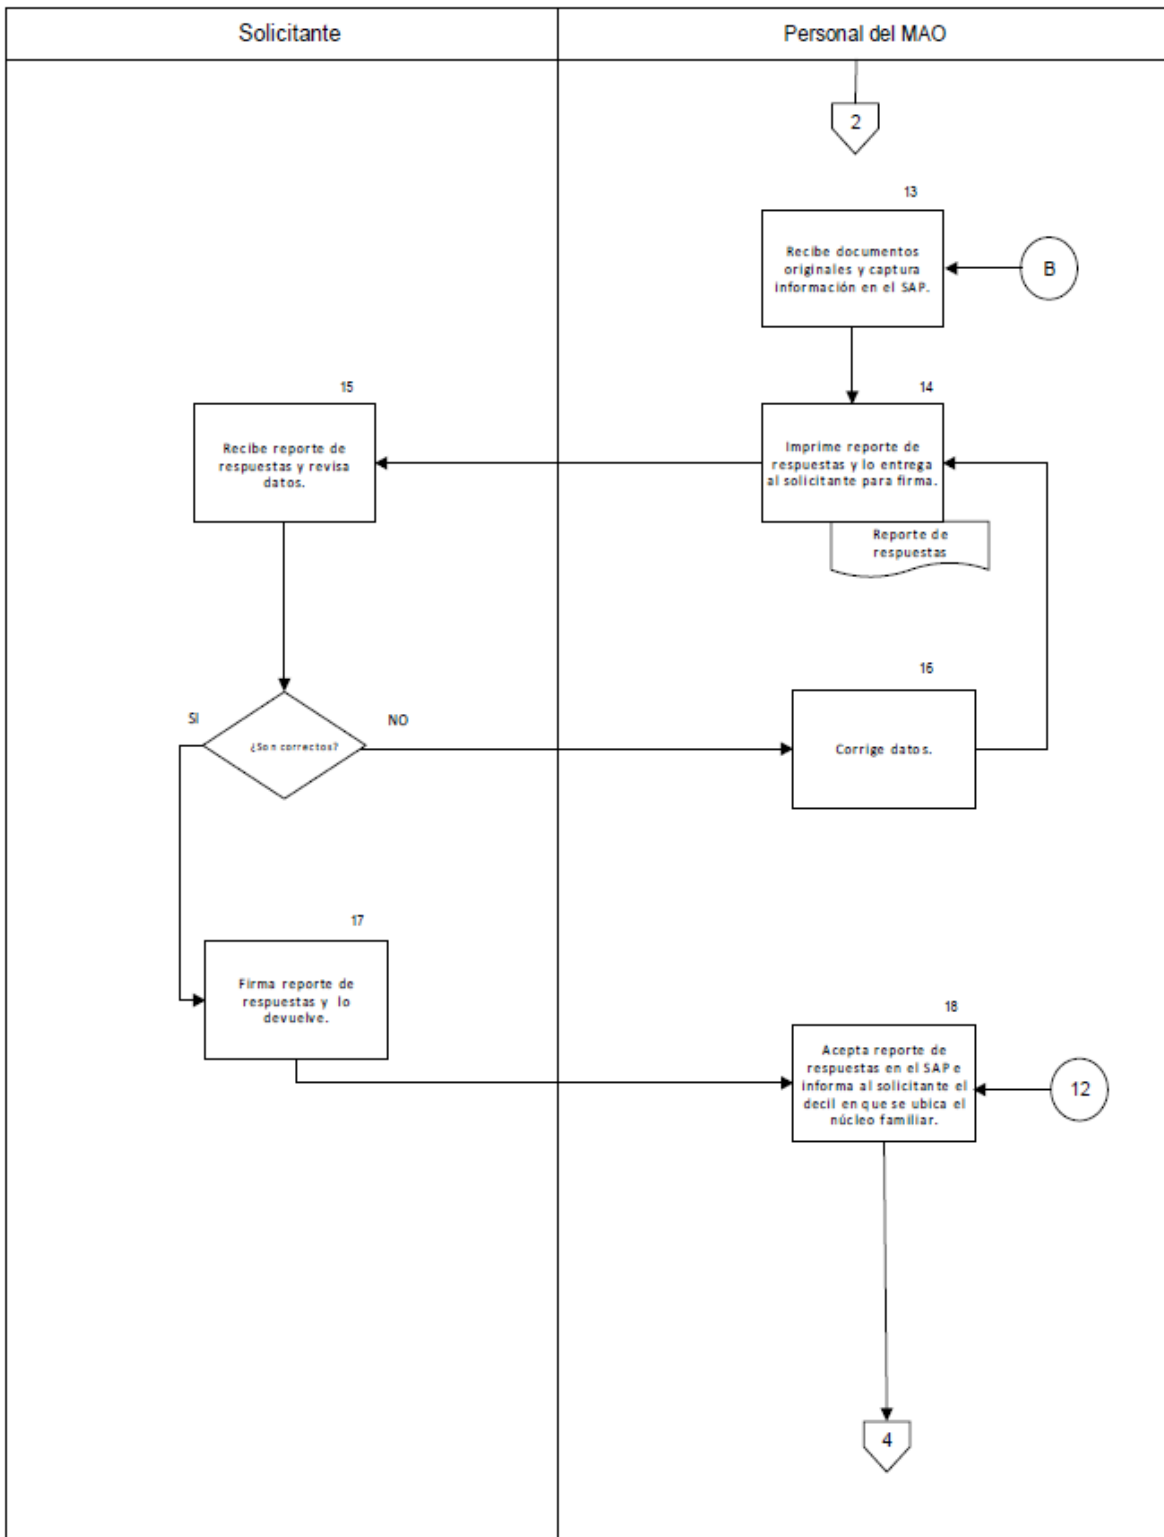 Solicitante
Personal del MAO
2
13
Recibe documentos
originales y captura
información en el SAP.
B
15
Recibe reporte de
respuestas y revisa
datos.
14
Imprime reporte de
respuestas y lo entrega
al solicitante para firma.
Reporte de
respuestas
SI
¿Son correctos?
NO
16
Corrige datos.
17
Firma reporte de
respuestas y lo
devuelve.
18
Acepta reporte de
respuestas en el SAP e
informa al solicitante el
decil en que se ubica el
núcleo familiar.
12
4